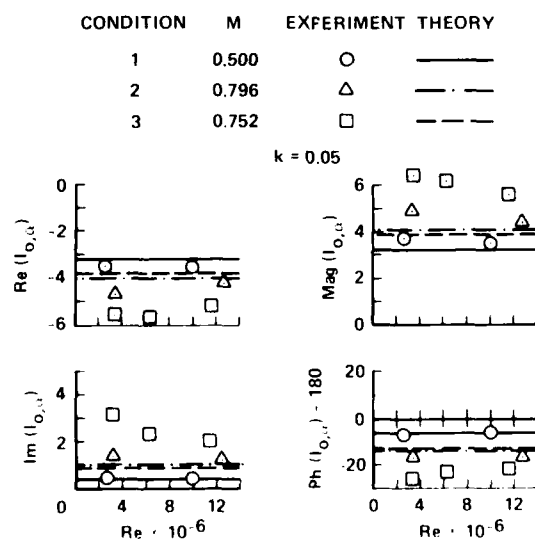 CONDITION M EXPERIMENT THEORY
1 0.500
2 0.796
3 0.752
k = 0.05
0
-2
-4
-6
Re (I₀,α)
6
4
2
0
Mag (I₀,α)
4
2
0
Im (I₀,α)
0 4 8 12
Re · 10⁻⁶
20
0
-20
Ph (I₀,α) - 180
0 4 8 12
Re · 10⁻⁶